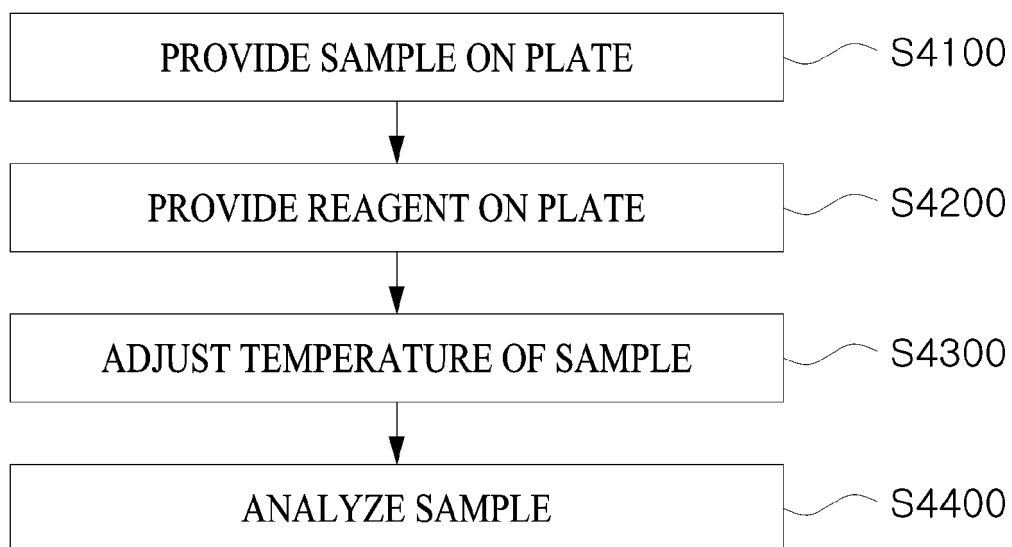 PROVIDE SAMPLE ON PLATE S4100
PROVIDE REAGENT ON PLATE S4200
ADJUST TEMPERATURE OF SAMPLE S4300
ANALYZE SAMPLE S4400